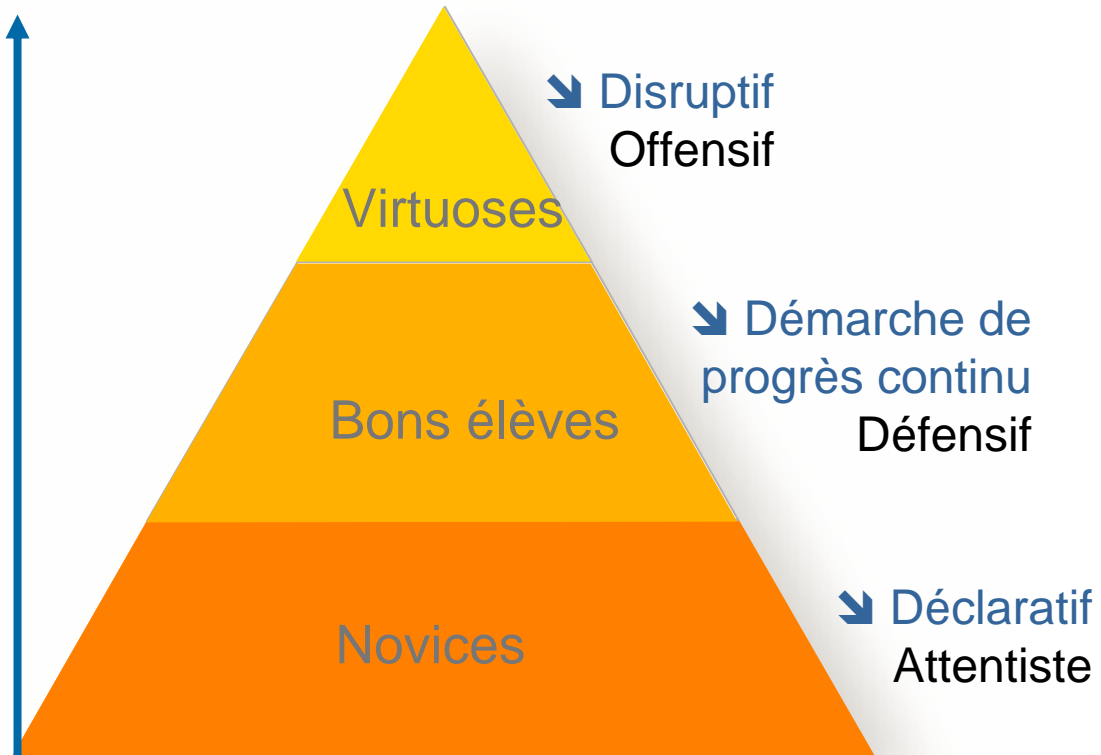 ➘ Disruptif
Offensif
Virtuoses
➘ Démarche de
progrès continu
Défensif
Bons élèves
➘ Déclaratif
Attentiste
Novices